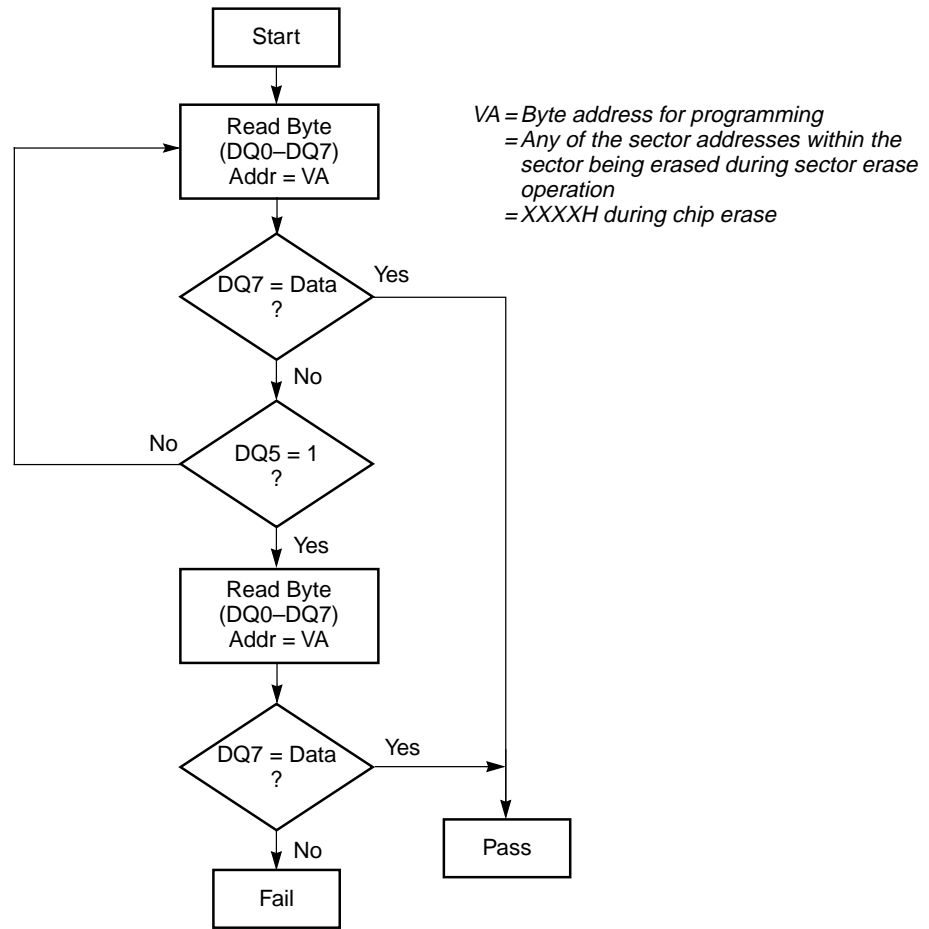 Start
Read Byte
(DQ0–DQ7)
Addr = VA
VA = Byte address for programming
= Any of the sector addresses within the
sector being erased during sector erase
operation
= XXXXH during chip erase
DQ7 = Data
?
Yes
No
DQ5 = 1
?
No
Yes
Read Byte
(DQ0–DQ7)
Addr = VA
DQ7 = Data
?
Yes
No
Pass
Fail